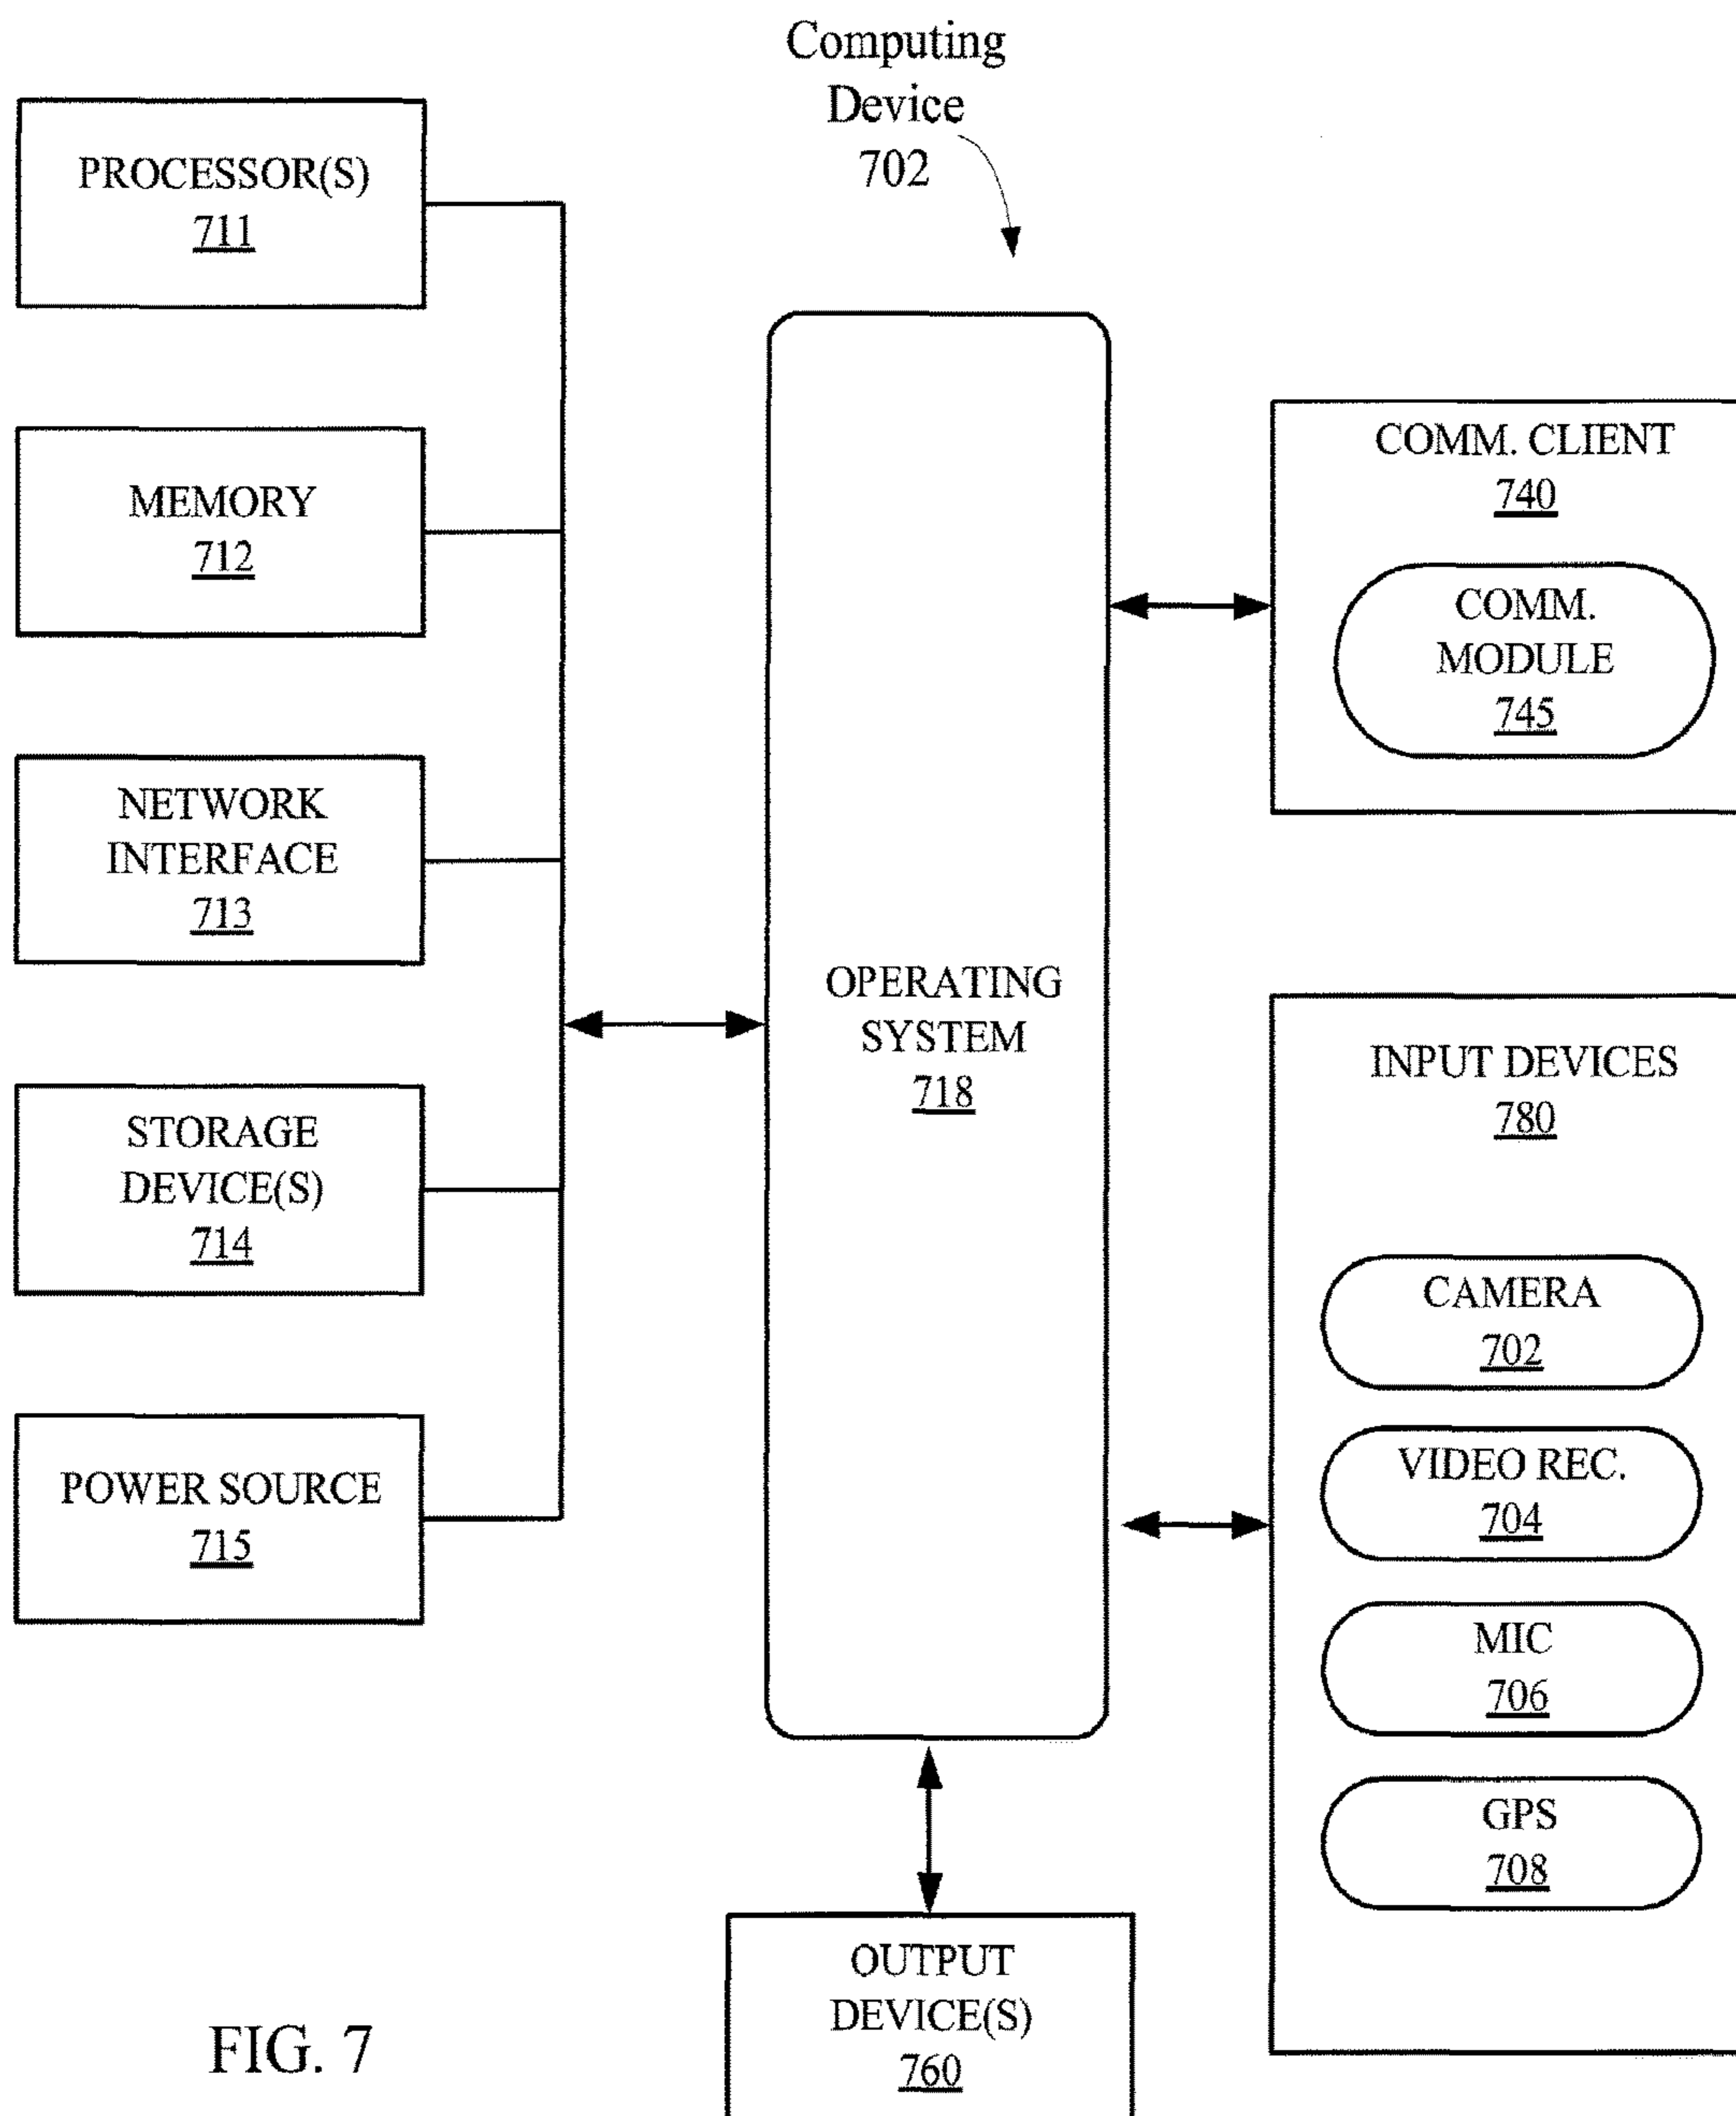 Computing
Device
702
PROCESSOR(S)
711
MEMORY
712
NETWORK
INTERFACE
713
STORAGE
DEVICE(S)
714
POWER SOURCE
715
OPERATING
SYSTEM
718
COMM. CLIENT
740
COMM.
MODULE
745
INPUT DEVICES
780
CAMERA
702
VIDEO REC.
704
MIC
706
GPS
708
OUTPUT
DEVICE(S)
760
FIG. 7